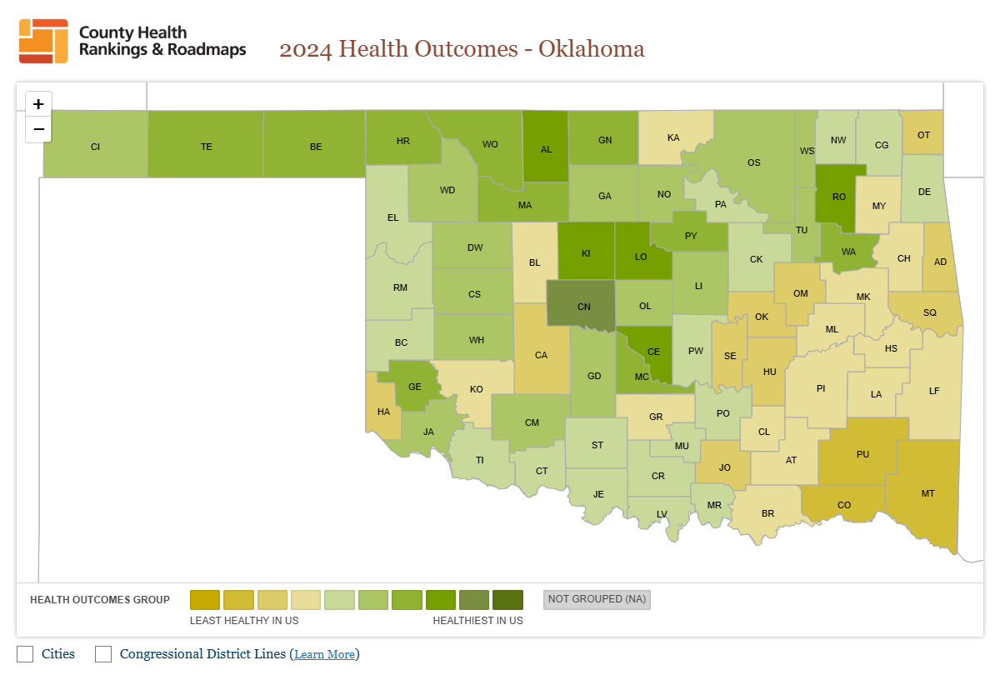 County Health
Rankings & Roadmaps
2024 Health Outcomes - Oklahoma
+
−
CI
TE
BE
HR
WO
AL
GN
KA
OS
WS
NW
CG
OT
EL
WD
MA
GA
NO
PA
RO
MY
DE
DW
BL
KI
LO
PY
CK
TU
WA
CH
AD
RM
CS
CN
OL
LI
OM
MK
SQ
BC
WH
CA
GD
CE
MC
PW
SE
OK
HU
ML
HS
HA
GE
KO
PI
LA
LF
JA
CM
GR
PO
CL
TI
CT
ST
MU
CR
JO
AT
PU
JE
LV
MR
BR
CO
MT
HEALTH OUTCOMES GROUP
NOT GROUPED (NA)
LEAST HEALTHY IN US
HEALTHIEST IN US
Cities
Congressional District Lines (Learn More)